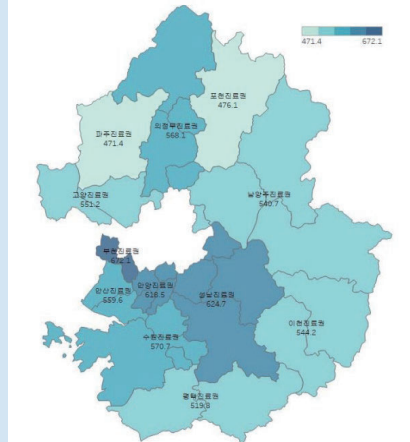 471.4
672.1
포천진료원
476.1
파주진료원
471.4
의정부진료원
568.1
고양진료원
551.2
남양주진료원
540.7
부천진료원
672.1
안양진료원
618.5
성남진료원
624.7
안산진료원
559.6
수원진료원
570.7
이천진료원
544.2
평택진료원
519.8